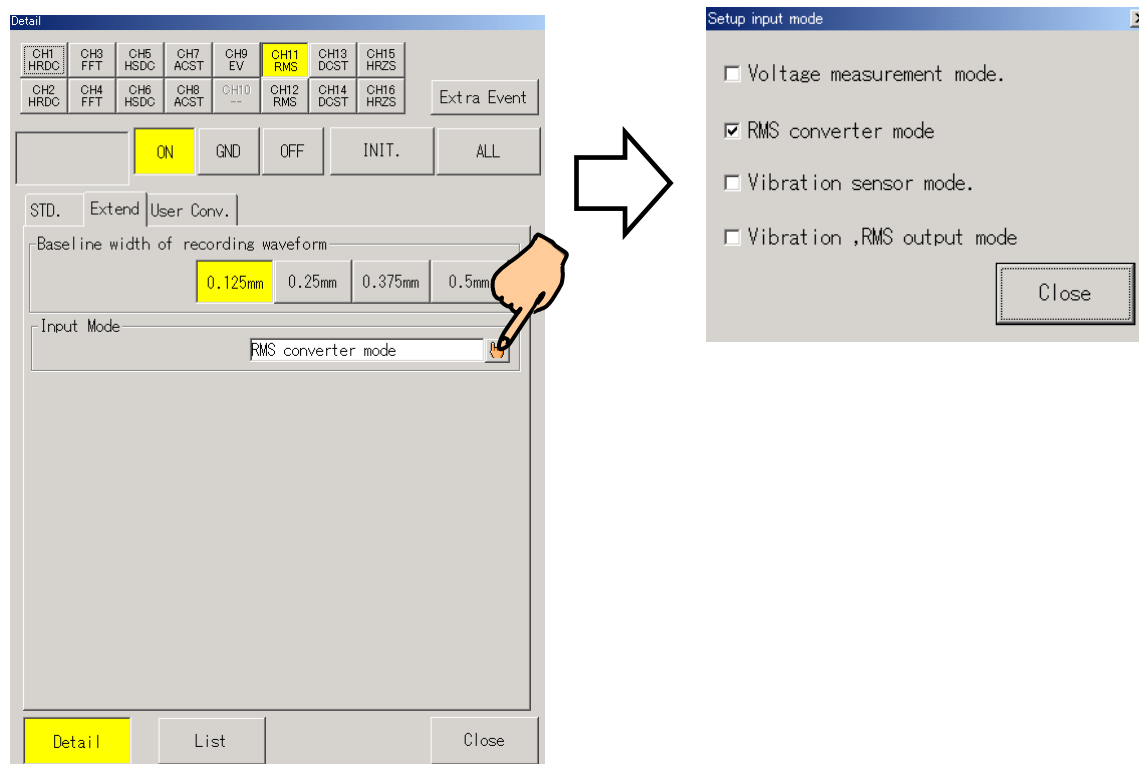 Detail
CH1 CH3 CH5 CH7 CH9 CH11 CH13 CH15
HRDC FFT HSDC ACST EV RMS DCST HRZS
CH2 CH4 CH6 CH8 CH10 CH12 CH14 CH16
HRDC FFT HSDC ACST -- RMS DCST HRZS
Extra Event
ON GND OFF INIT. ALL
STD. Extend User Conv.
Baseline width of recording waveform
0.125mm 0.25mm 0.375mm 0.5mm
Input Mode
RMS converter mode
Detail List Close
Setup input mode
Voltage measurement mode.
RMS converter mode
Vibration sensor mode.
Vibration ,RMS output mode
Close